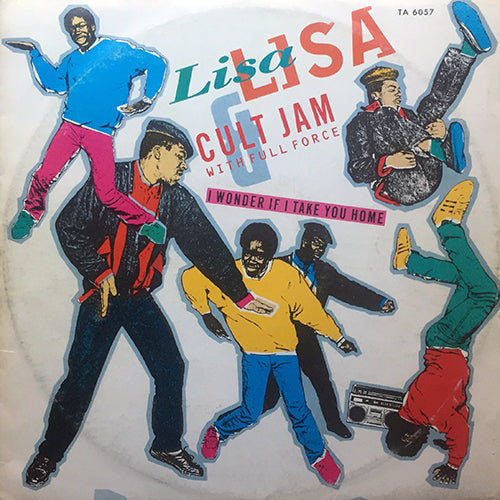 TA 6057
Lisa LISA
&
CULT JAM
WITH FULL FORCE
I WONDER IF I TAKE YOU HOME